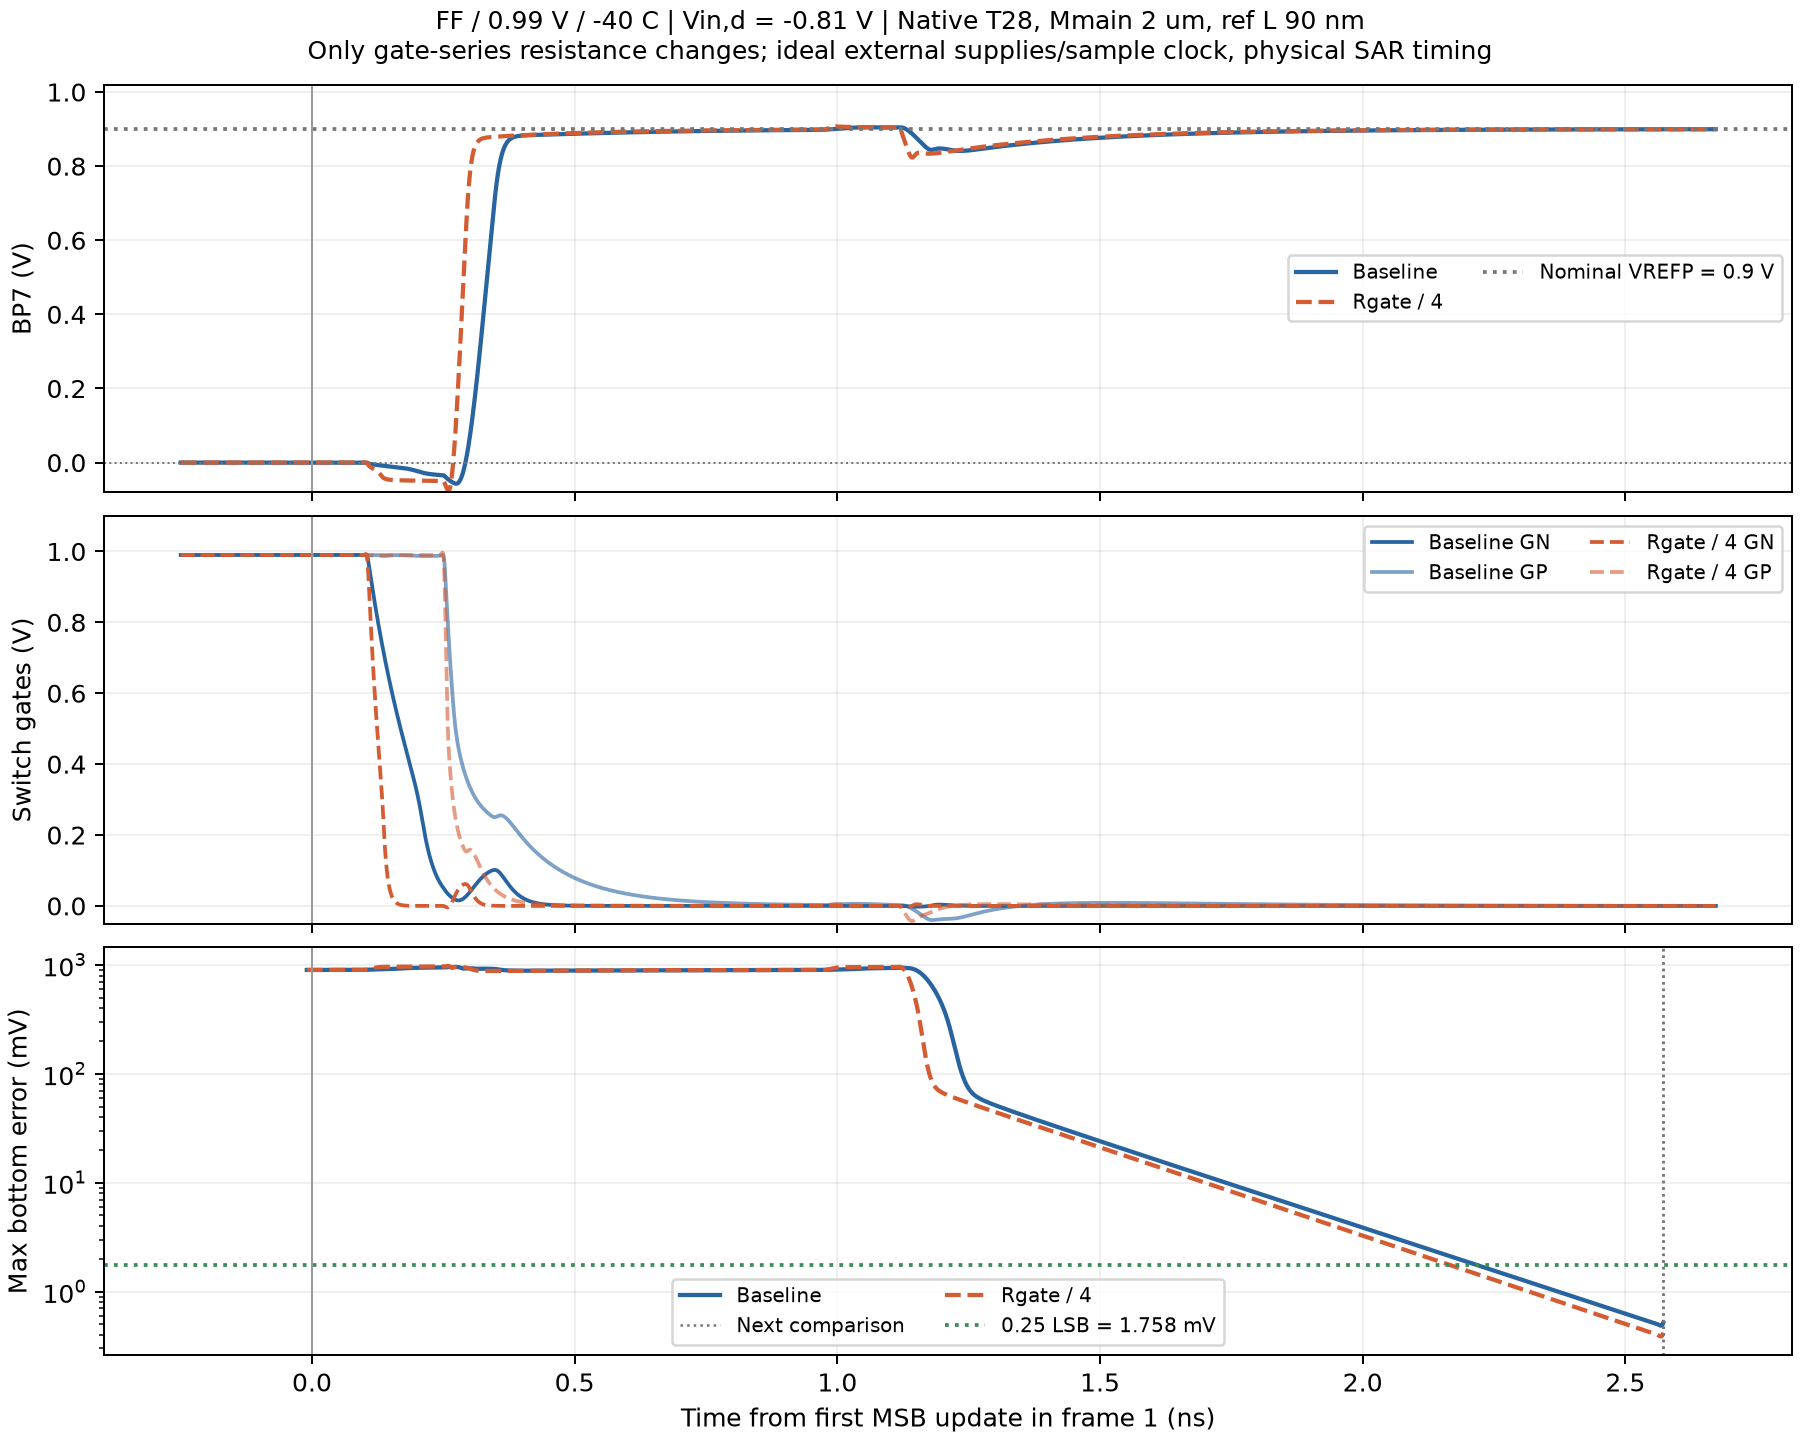 FF / 0.99 V / -40 C | Vin,d = -0.81 V | Native T28, Mmain 2 um, ref L 90 nm
Only gate-series resistance changes; ideal external supplies/sample clock, physical SAR timing
BP7 (V)
1.0
0.8
0.6
0.4
0.2
0.0
Baseline
Rgate / 4
Nominal VREFP = 0.9 V
Switch gates (V)
1.0
0.8
0.6
0.4
0.2
0.0
Baseline GN
Baseline GP
Rgate / 4 GN
Rgate / 4 GP
Max bottom error (mV)
10³
10²
10¹
10⁰
Baseline
Next comparison
Rgate / 4
0.25 LSB = 1.758 mV
0.0
0.5
1.0
1.5
2.0
2.5
Time from first MSB update in frame 1 (ns)